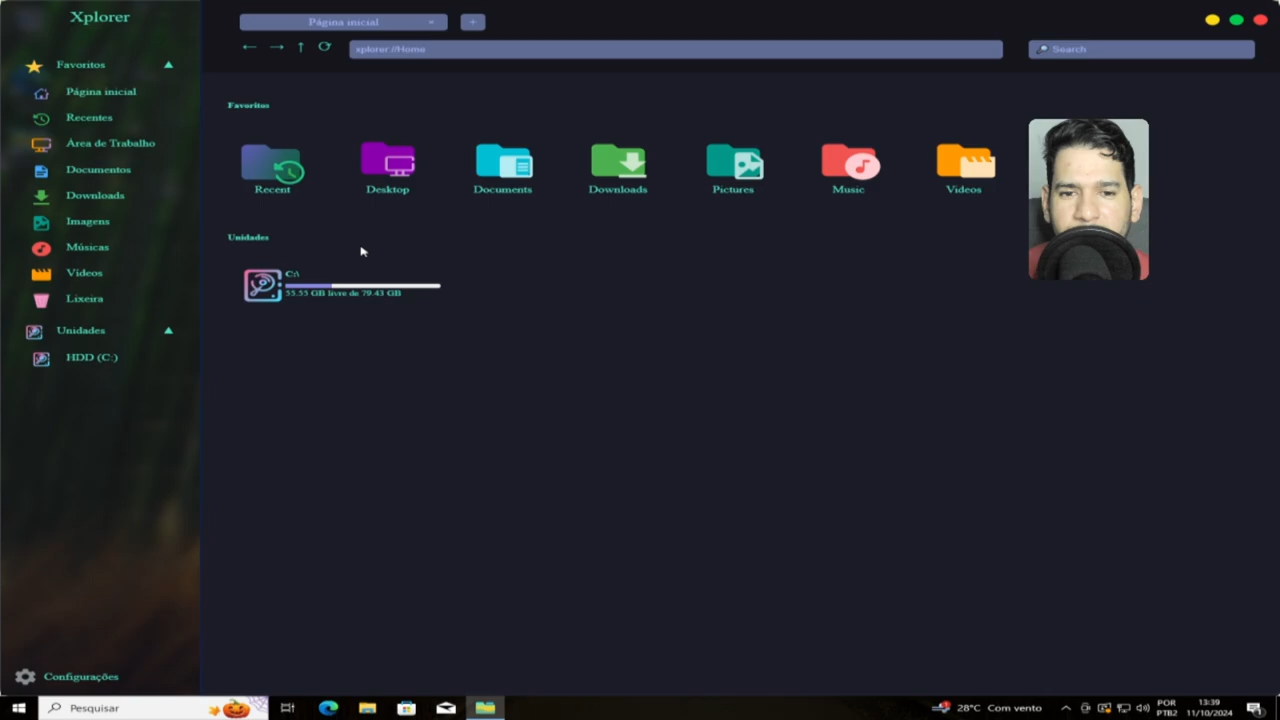 Xplorer
Página inicial ×
+
xplorer://Home
Search
Favoritos
Página inicial
Recentes
Área de Trabalho
Documentos
Downloads
Imagens
Músicas
Vídeos
Lixeira
Unidades
HDD (C:)
Configurações
Favoritos
Recent
Desktop
Documents
Downloads
Pictures
Music
Videos
Unidades
C:\
55.55 GB livre de 79.43 GB
Pesquisar
28°C Com vento
POR
PTB2
13:39
11/10/2024